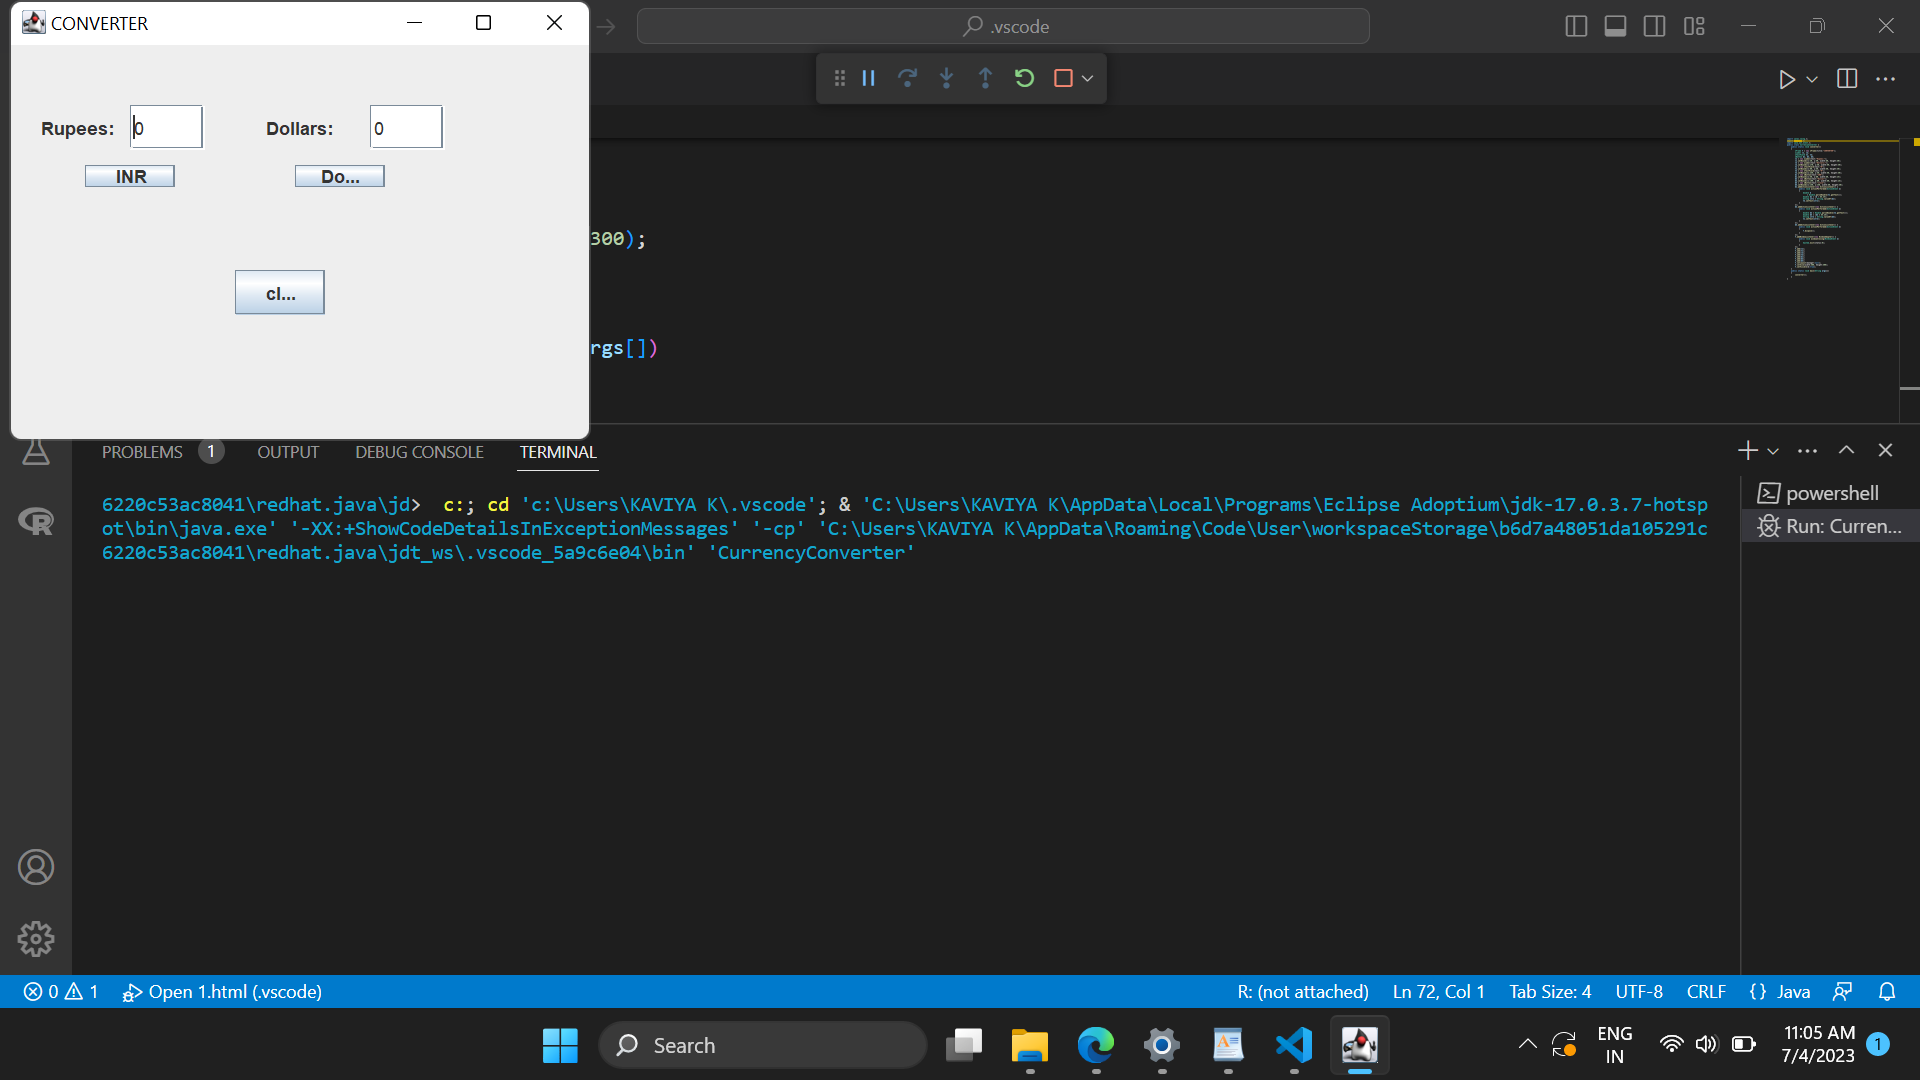 CONVERTER
.vscode
Rupees: 0 Dollars: 0
INR Do...
cl...
300);
rgs[])
PROBLEMS 1 OUTPUT DEBUG CONSOLE TERMINAL
6220c53ac8041\redhat.java\jd> c:; cd 'c:\Users\KAVIYA K\.vscode'; & 'C:\Users\KAVIYA K\AppData\Local\Programs\Eclipse Adoptium\jdk-17.0.3.7-hotsp
ot\bin\java.exe' '-XX:+ShowCodeDetailsInExceptionMessages' '-cp' 'C:\Users\KAVIYA K\AppData\Roaming\Code\User\workspaceStorage\b6d7a48051da105291c
6220c53ac8041\redhat.java\jdt_ws\.vscode_5a9c6e04\bin' 'CurrencyConverter'
powershell
Run: Curren...
0 1 Open 1.html (.vscode) R: (not attached) Ln 72, Col 1 Tab Size: 4 UTF-8 CRLF {} Java
Search
ENG
IN
11:05 AM
7/4/2023
1